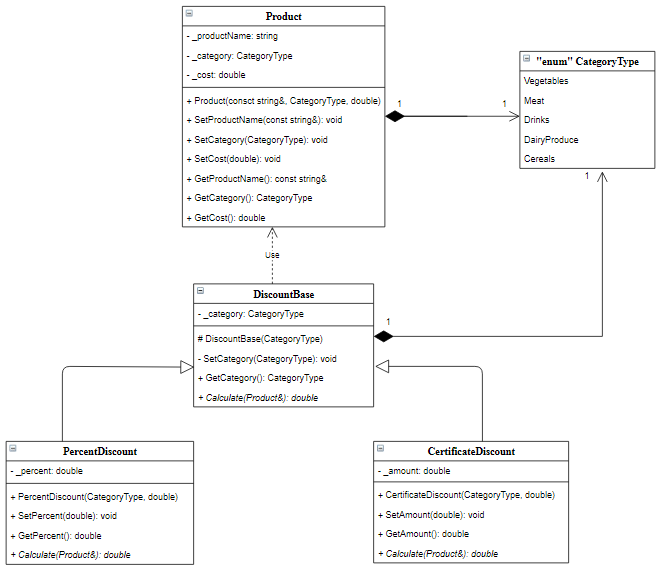 Product
- _productName: string
- _category: CategoryType
- _cost: double
+ Product(consct string&, CategoryType, double)
+ SetProductName(const string&): void
+ SetCategory(CategoryType): void
+ SetCost(double): void
+ GetProductName(): const string&
+ GetCategory(): CategoryType
+ GetCost(): double
1
1
"enum" CategoryType
Vegetables
Meat
Drinks
DairyProduce
Cereals
1
Use
DiscountBase
- _category: CategoryType
# DiscountBase(CategoryType)
- SetCategory(CategoryType): void
+ GetCategory(): CategoryType
+ Calculate(Product&): double
1
PercentDiscount
- _percent: double
+ PercentDiscount(CategoryType, double)
+ SetPercent(double): void
+ GetPercent(): double
+ Calculate(Product&): double
CertificateDiscount
- _amount: double
+ CertificateDiscount(CategoryType, double)
+ SetAmount(double): void
+ GetAmount(): double
+ Calculate(Product&): double